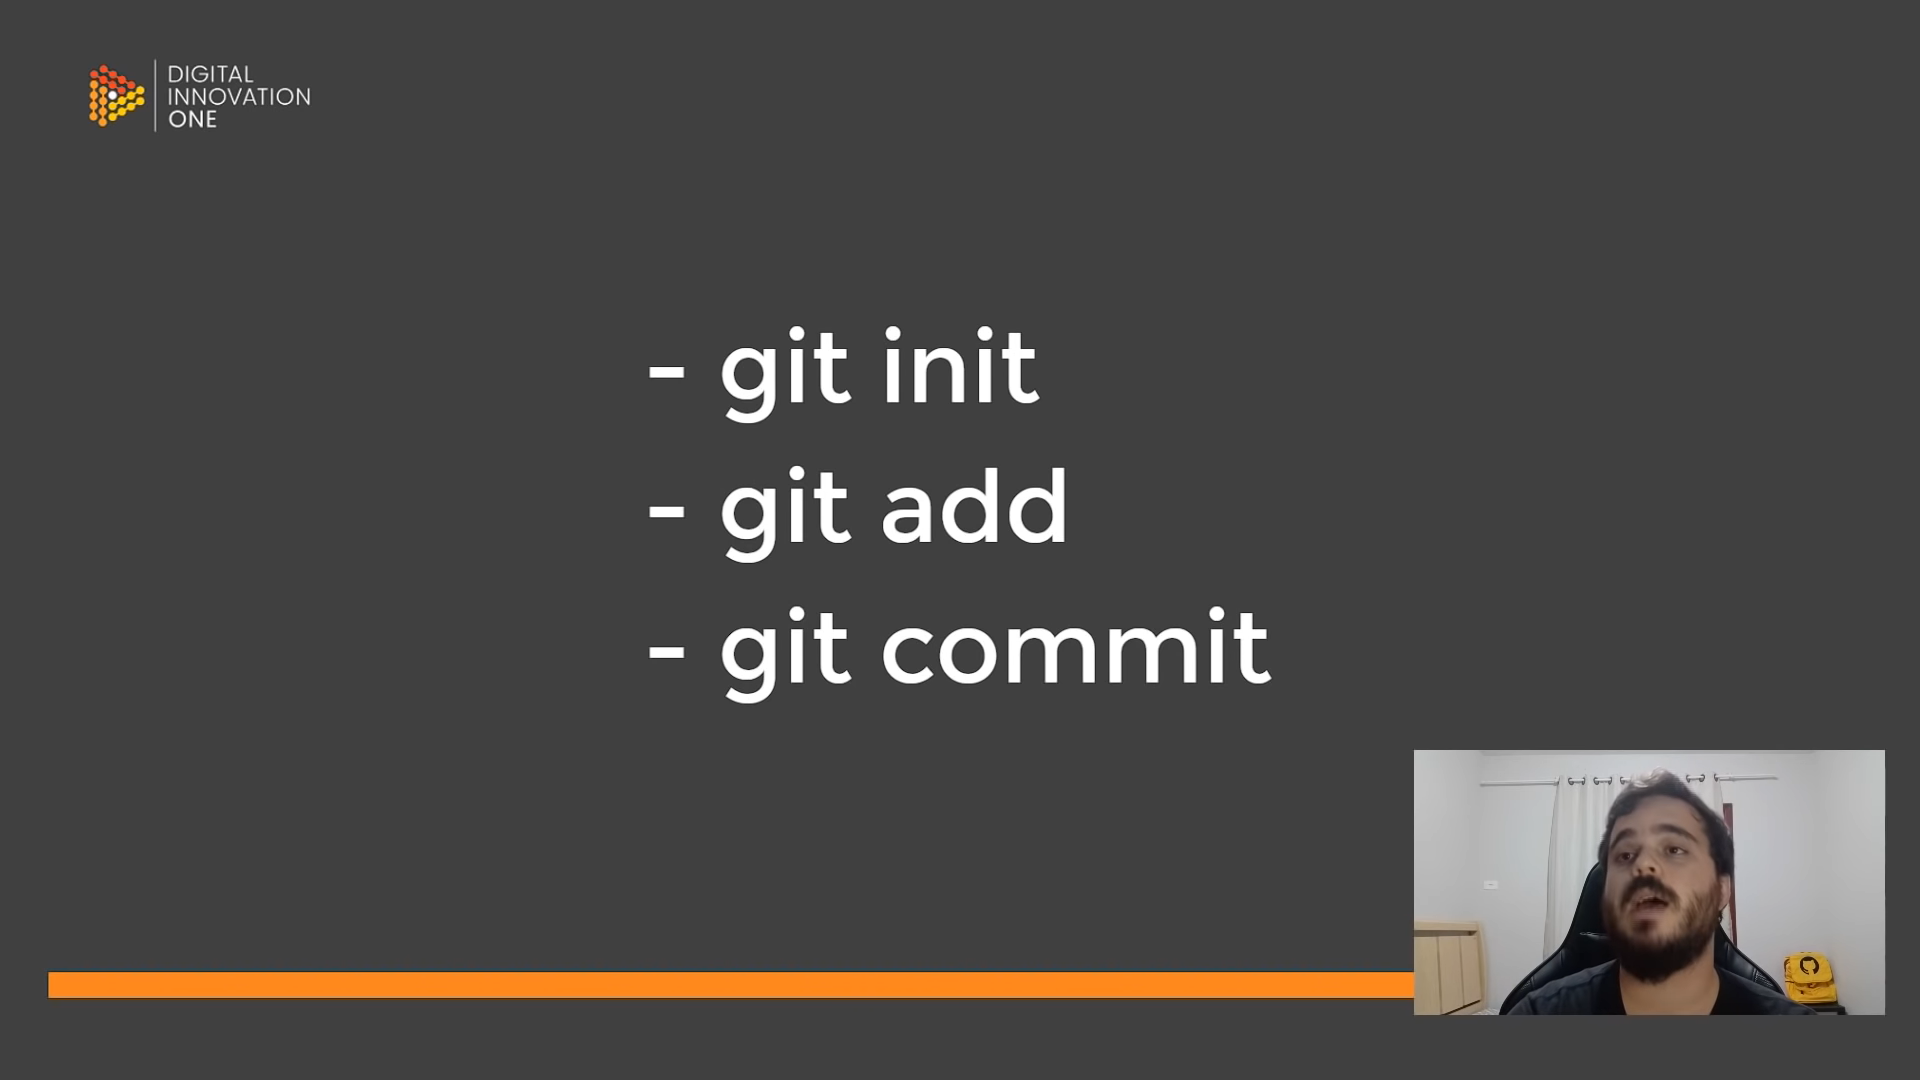 DIGITAL
INNOVATION
ONE
- git init
- git add
- git commit